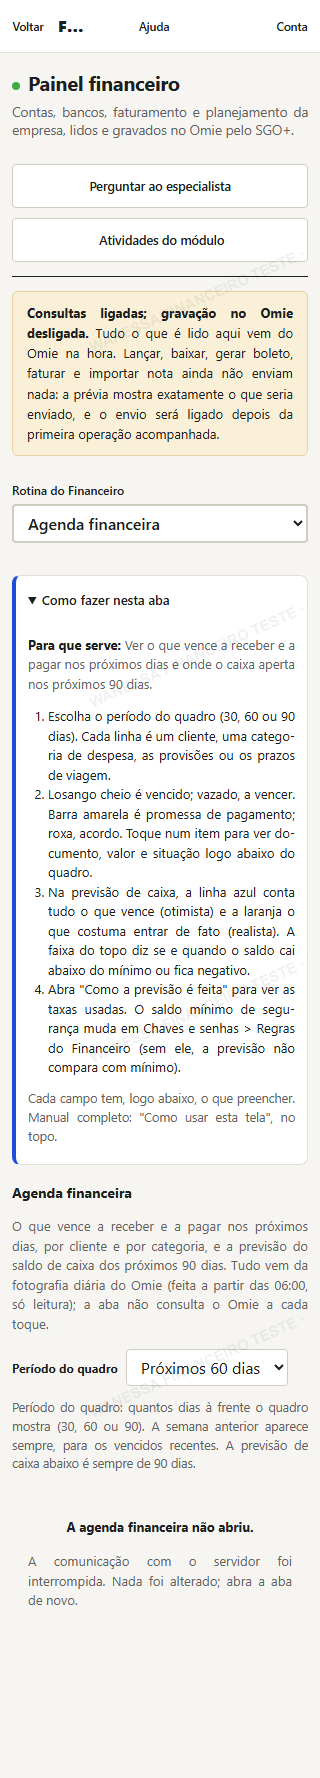 Voltar F... Ajuda Conta
Painel financeiro
Contas, bancos, faturamento e planejamento da
empresa, lidos e gravados no Omie pelo SGO+.
Perguntar ao especialista
Atividades do módulo
Consultas ligadas; gravação no Omie
desligada. Tudo o que é lido aqui vem do
Omie na hora. Lançar, baixar, gerar boleto,
faturar e importar nota ainda não enviam
nada: a prévia mostra exatamente o que seria
enviado, e o envio será ligado depois da
primeira operação acompanhada.
WANESSA FINANCEIRO TESTE ·
Rotina do Financeiro
Agenda financeira
▼ Como fazer nesta aba
Para que serve: Ver o que vence a receber e a
pagar nos próximos dias e onde o caixa aperta
nos próximos 90 dias.
WANESSA FINANCEIRO TESTE ·
1. Escolha o período do quadro (30, 60 ou 90
dias). Cada linha é um cliente, uma catego-
ria de despesa, as provisões ou os prazos
de viagem.
2. Losango cheio é vencido; vazado, a vencer.
Barra amarela é promessa de pagamento;
roxa, acordo. Toque num item para ver do-
cumento, valor e situação logo abaixo do
quadro.
3. Na previsão de caixa, a linha azul conta
tudo o que vence (otimista) e a laranja o
que costuma entrar de fato (realista). A
faixa do topo diz se e quando o saldo cai
abaixo do mínimo ou fica negativo.
4. Abra "Como a previsão é feita" para ver as
taxas usadas. O saldo mínimo de segu-
rança muda em Chaves e senhas > Regras
do Financeiro (sem ele, a previsão não
compara com mínimo).
WANESSA FINANCEIRO TESTE ·
Cada campo tem, logo abaixo, o que preencher.
Manual completo: "Como usar esta tela", no
topo.
Agenda financeira
O que vence a receber e a pagar nos próximos
dias, por cliente e por categoria, e a previsão do
saldo de caixa dos próximos 90 dias. Tudo vem da
fotografia diária do Omie (feita a partir das 06:00,
só leitura); a aba não consulta o Omie a cada
toque.
Período do quadro Próximos 60 dias
WANESSA FINANCEIRO TESTE ·
Período do quadro: quantos dias à frente o quadro
mostra (30, 60 ou 90). A semana anterior aparece
sempre, para os vencidos recentes. A previsão de
caixa abaixo é sempre de 90 dias.
A agenda financeira não abriu.
A comunicação com o servidor foi
interrompida. Nada foi alterado; abra a aba
de novo.